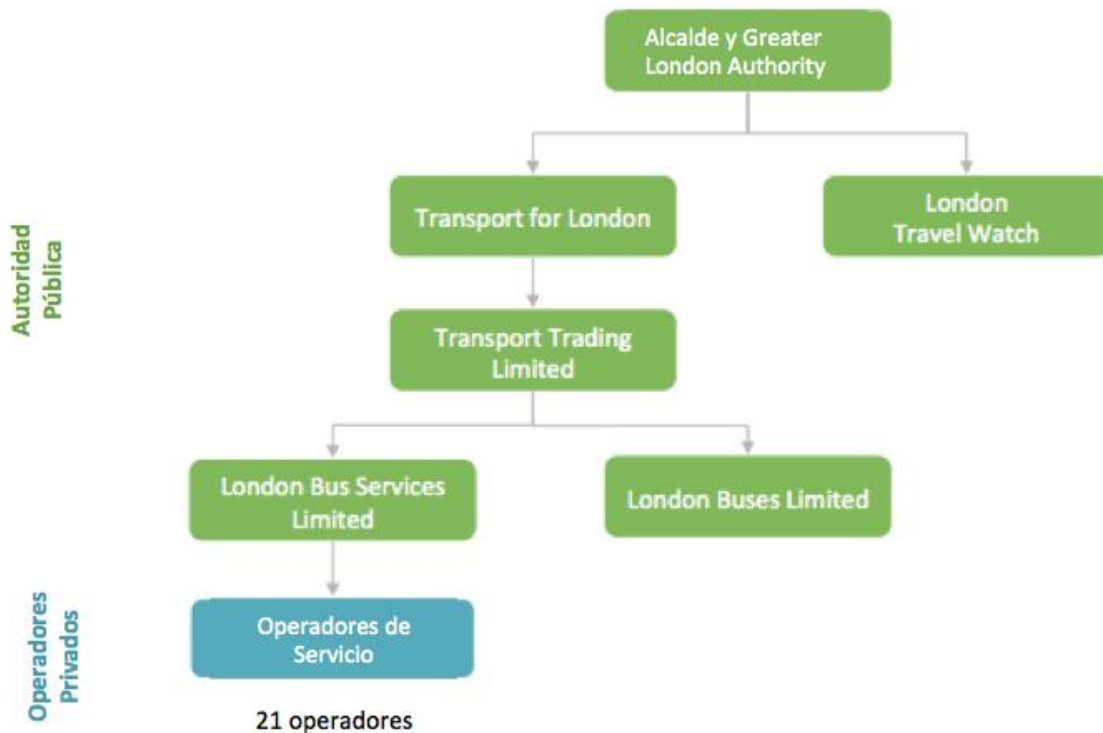 Alcalde y Greater
London Authority
Transport for London
London
Travel Watch
Autoridad
Pública
Transport Trading
Limited
London Bus Services
Limited
London Buses Limited
Operadores
Privados
Operadores de
Servicio
21 operadores